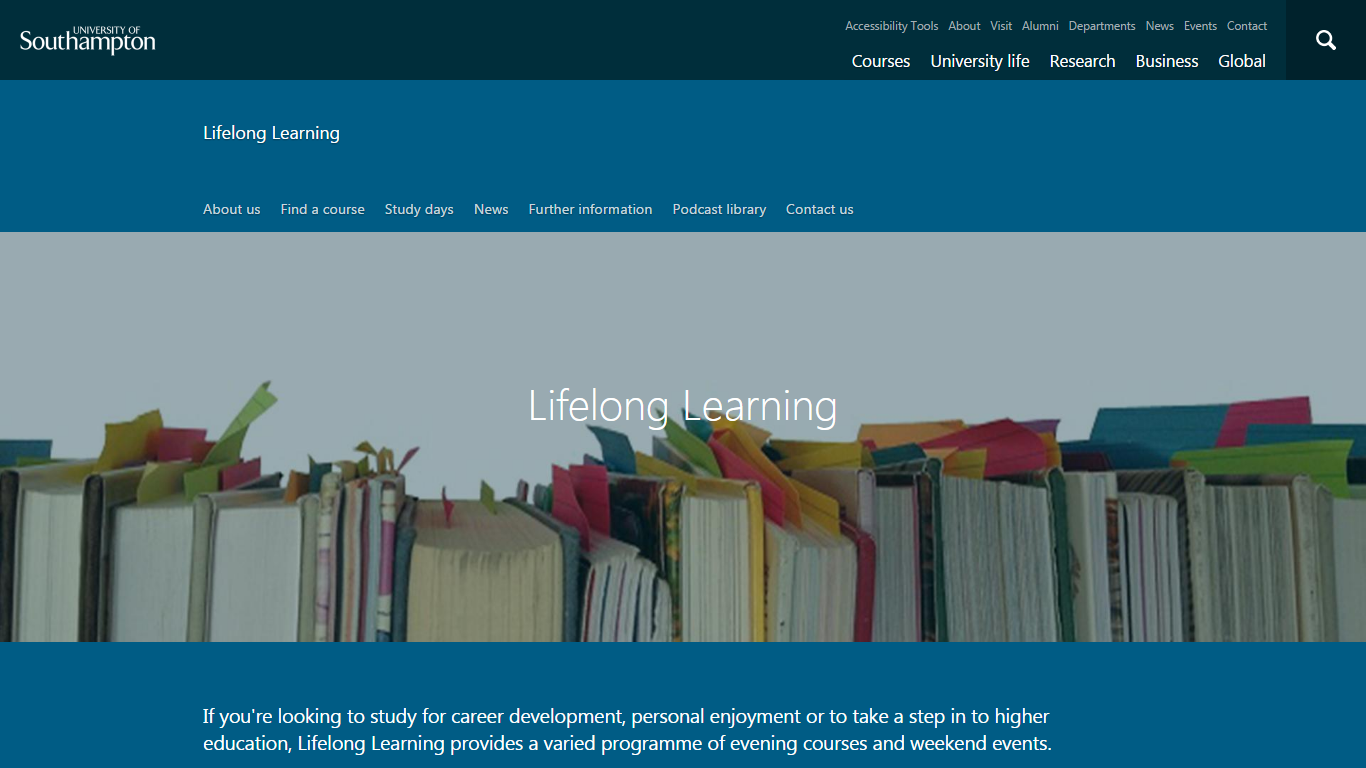 UNIVERSITY OF
Southampton
Accessibility Tools About Visit Alumni Departments News Events Contact
Courses University life Research Business Global
Lifelong Learning
About us Find a course Study days News Further information Podcast library Contact us
Lifelong Learning
If you're looking to study for career development, personal enjoyment or to take a step in to higher
education, Lifelong Learning provides a varied programme of evening courses and weekend events.